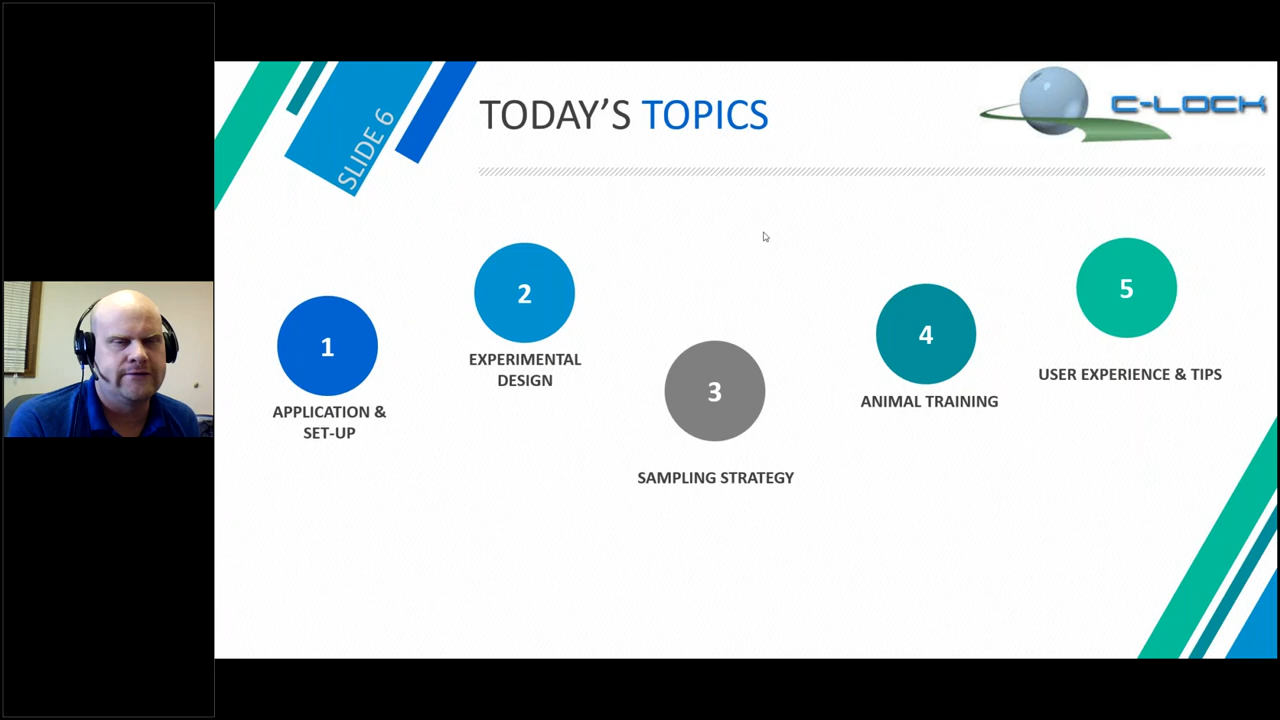 SLIDE 6
TODAY'S TOPICS
C-LOCK
1
APPLICATION &
SET-UP
2
EXPERIMENTAL
DESIGN
3
SAMPLING STRATEGY
4
ANIMAL TRAINING
5
USER EXPERIENCE & TIPS